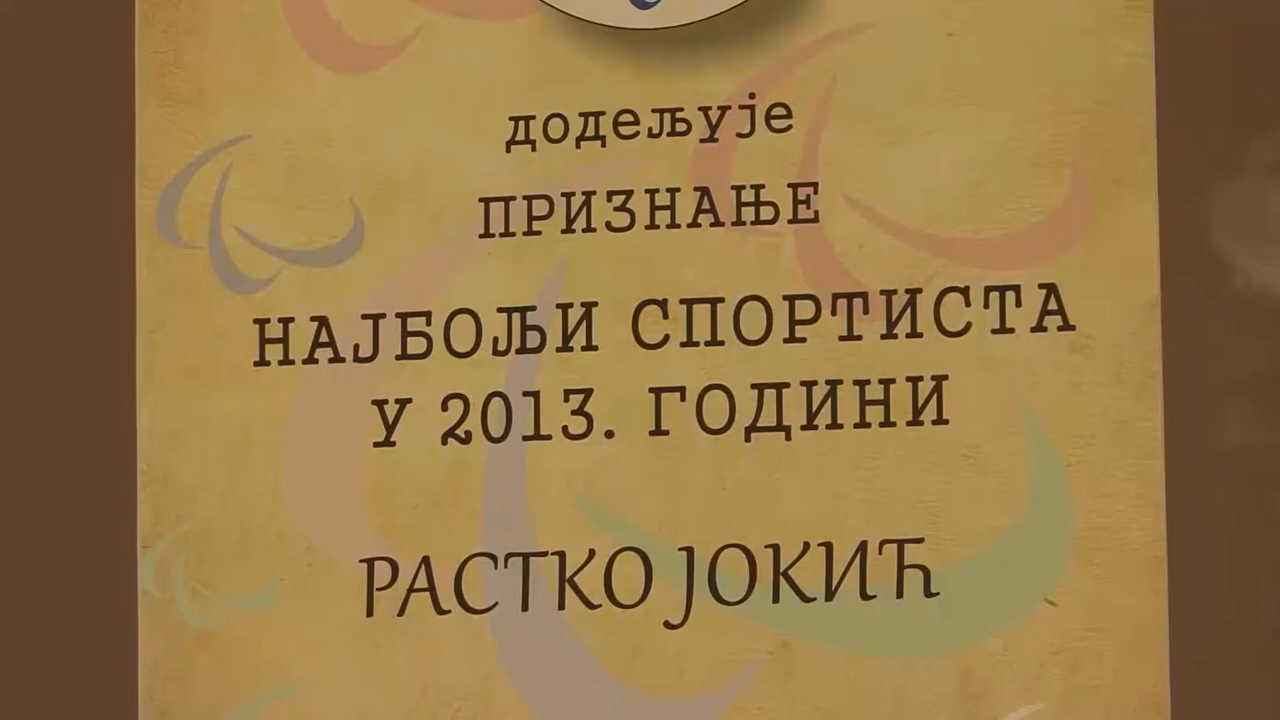 додељује
ПРИЗНАЊЕ
НАЈБОЉИ СПОРТИСТА
У 2013. ГОДИНИ
РАСТКО ЈОКИЋ